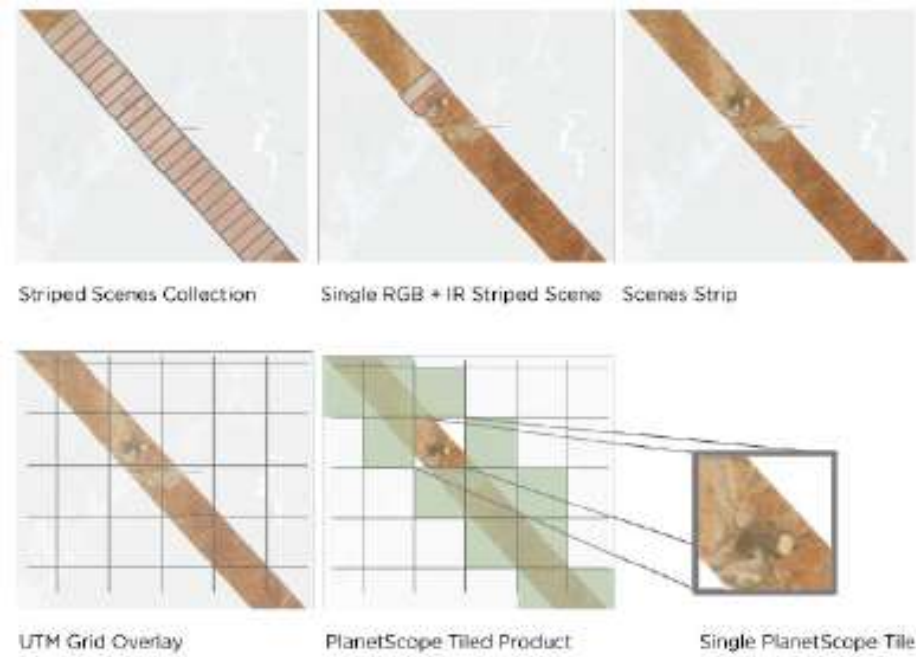 Striped Scenes Collection
Single RGB + IR Striped Scene
Scenes Strip
UTM Grid Overlay
PlanetScope Tiled Product
Single PlanetScope Tile